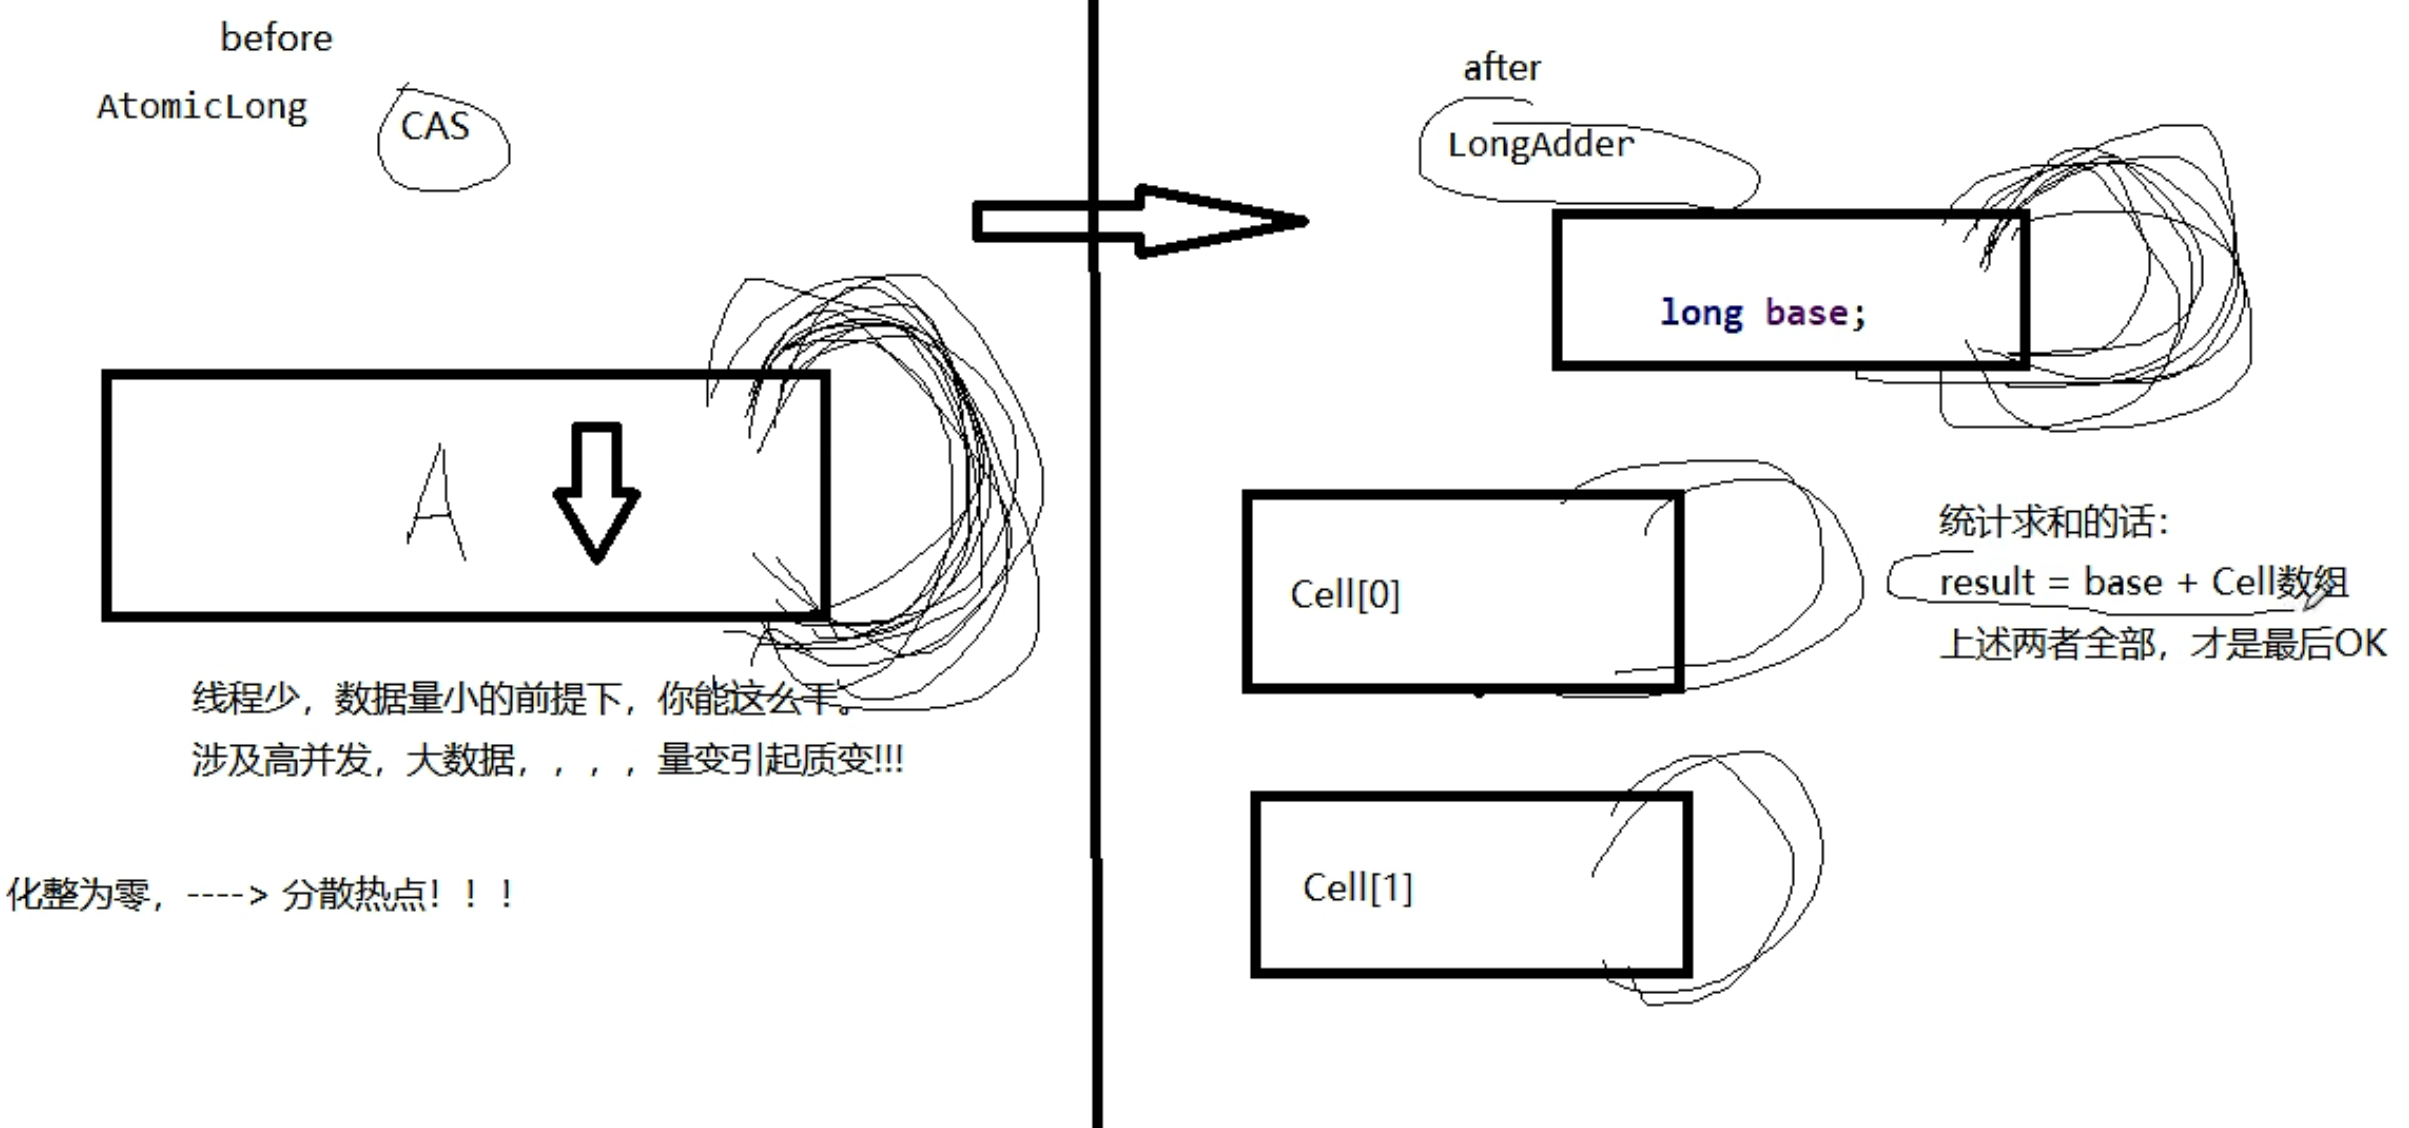 before
AtomicLong
CAS
A
线程少，数据量小的前提下，你能这么干。
涉及高并发，大数据，，，，量变引起质变!!!
化整为零，----> 分散热点！！！
after
LongAdder
long base;
Cell[0]
统计求和的话：
result = base + Cell数组
上述两者全部，才是最后OK
Cell[1]